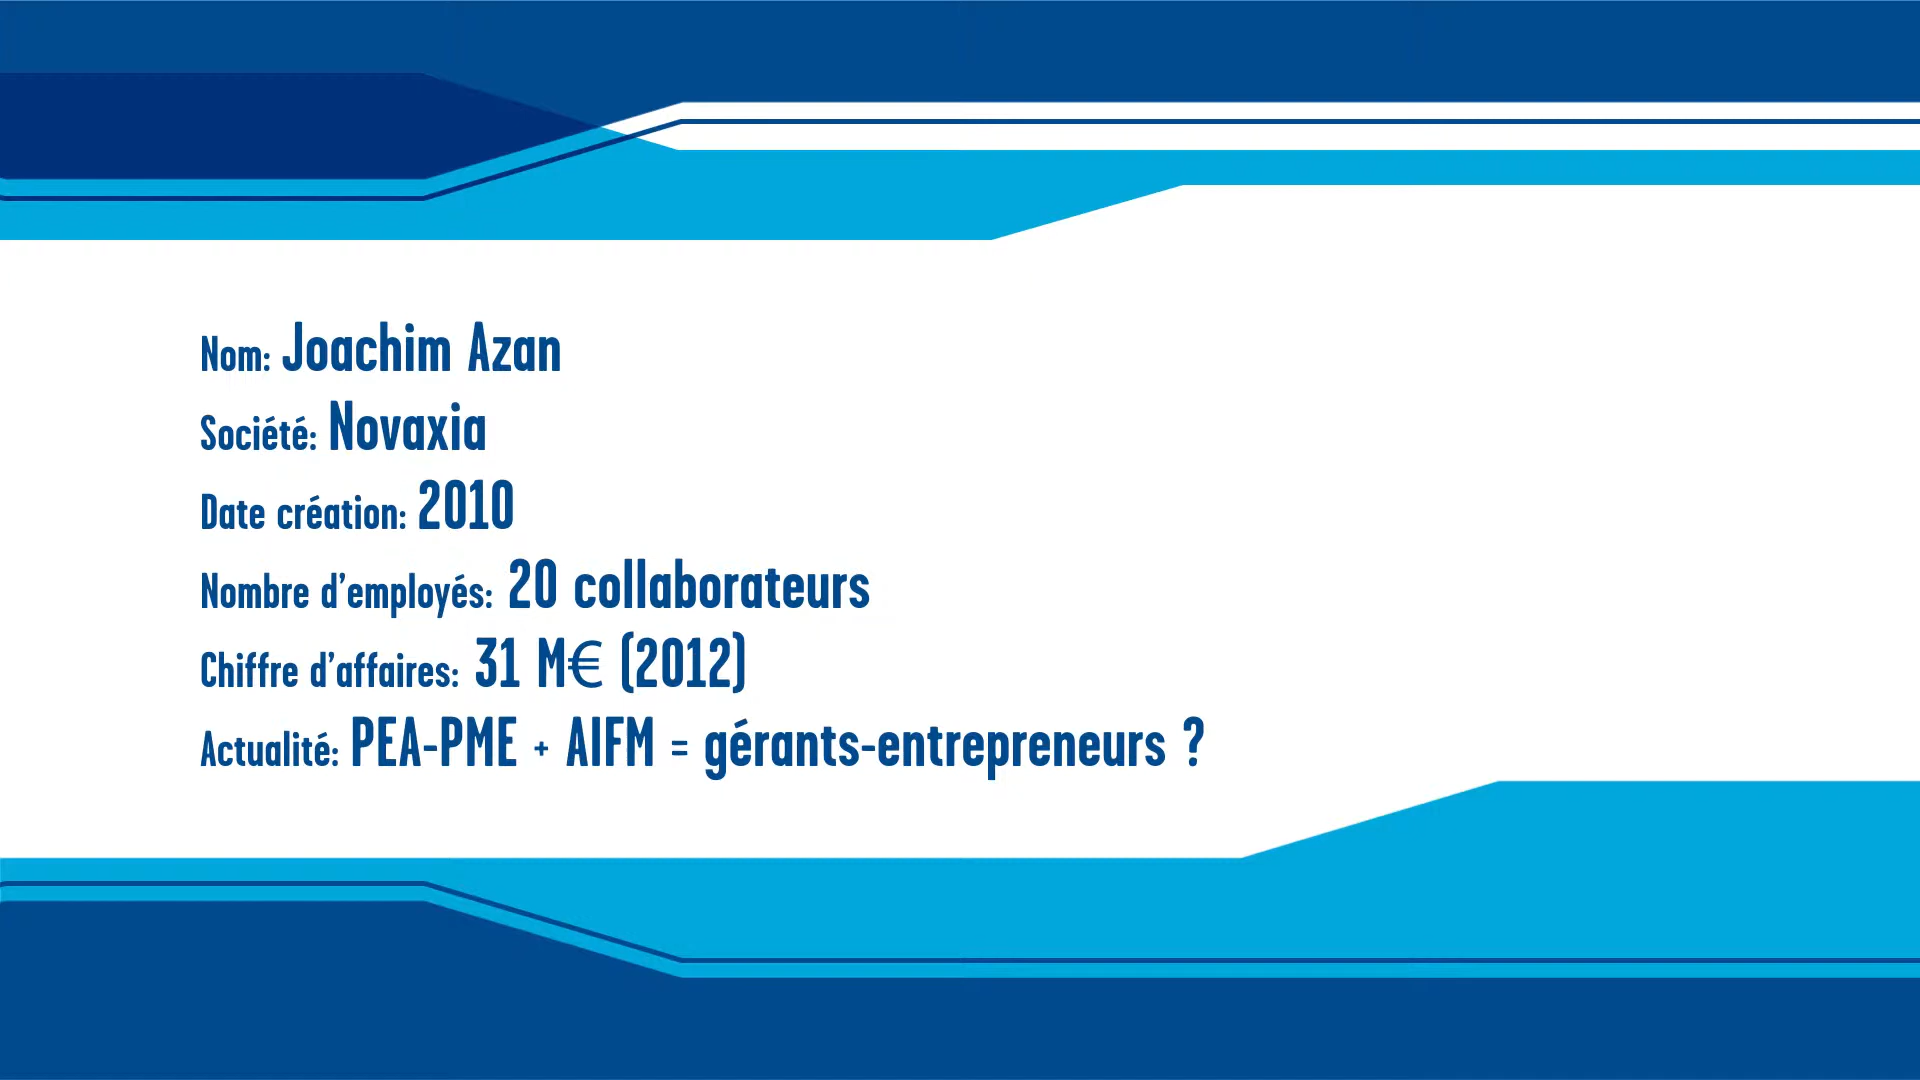 Nom: Joachim Azan
Société: Novaxia
Date création: 2010
Nombre d'employés: 20 collaborateurs
Chiffre d'affaires: 31 M€ (2012)
Actualité: PEA-PME + AIFM = gérants-entrepreneurs ?